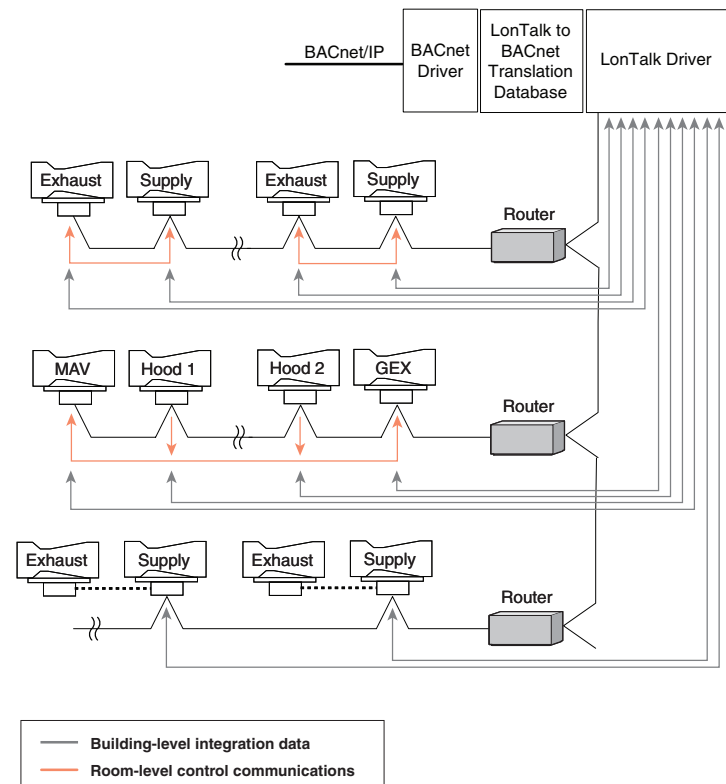 BACnet/IP
BACnet
Driver
LonTalk to
BACnet
Translation
Database
LonTalk Driver
Exhaust
Supply
Exhaust
Supply
Router
MAV
Hood 1
Hood 2
GEX
Router
Exhaust
Supply
Exhaust
Supply
Router
Building-level integration data
Room-level control communications